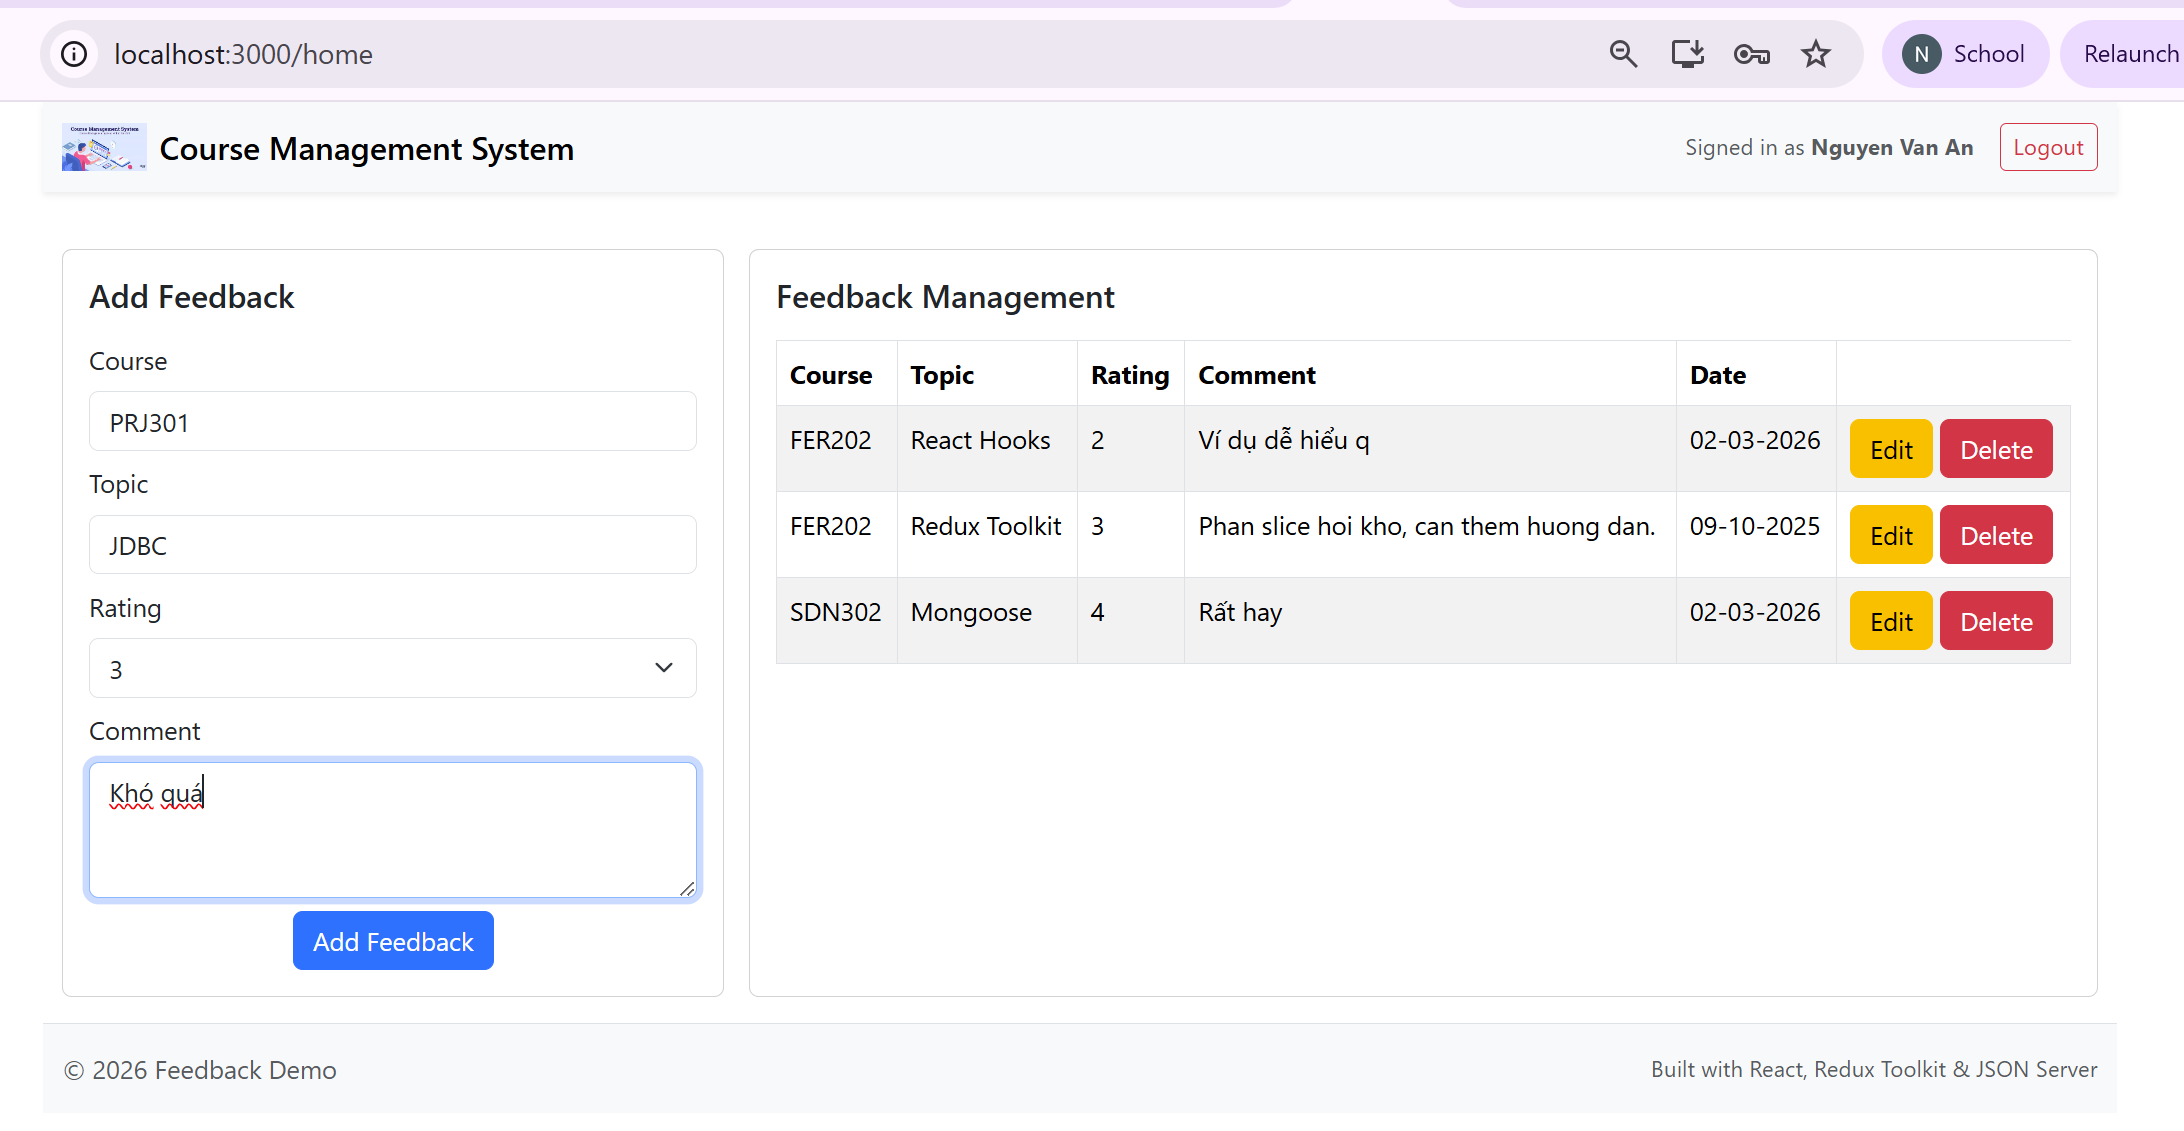 localhost:3000/home
N School
Relaunch
Course Management System
Course Management System
Signed in as Nguyen Van An
Logout
Add Feedback
Course
PRJ301
Topic
JDBC
Rating
3
Comment
Khó quá
Add Feedback
Feedback Management
Course Topic Rating Comment Date
FER202 React Hooks 2 Ví dụ dễ hiểu q 02-03-2026 Edit Delete
FER202 Redux Toolkit 3 Phan slice hoi kho, can them huong dan. 09-10-2025 Edit Delete
SDN302 Mongoose 4 Rất hay 02-03-2026 Edit Delete
© 2026 Feedback Demo
Built with React, Redux Toolkit & JSON Server